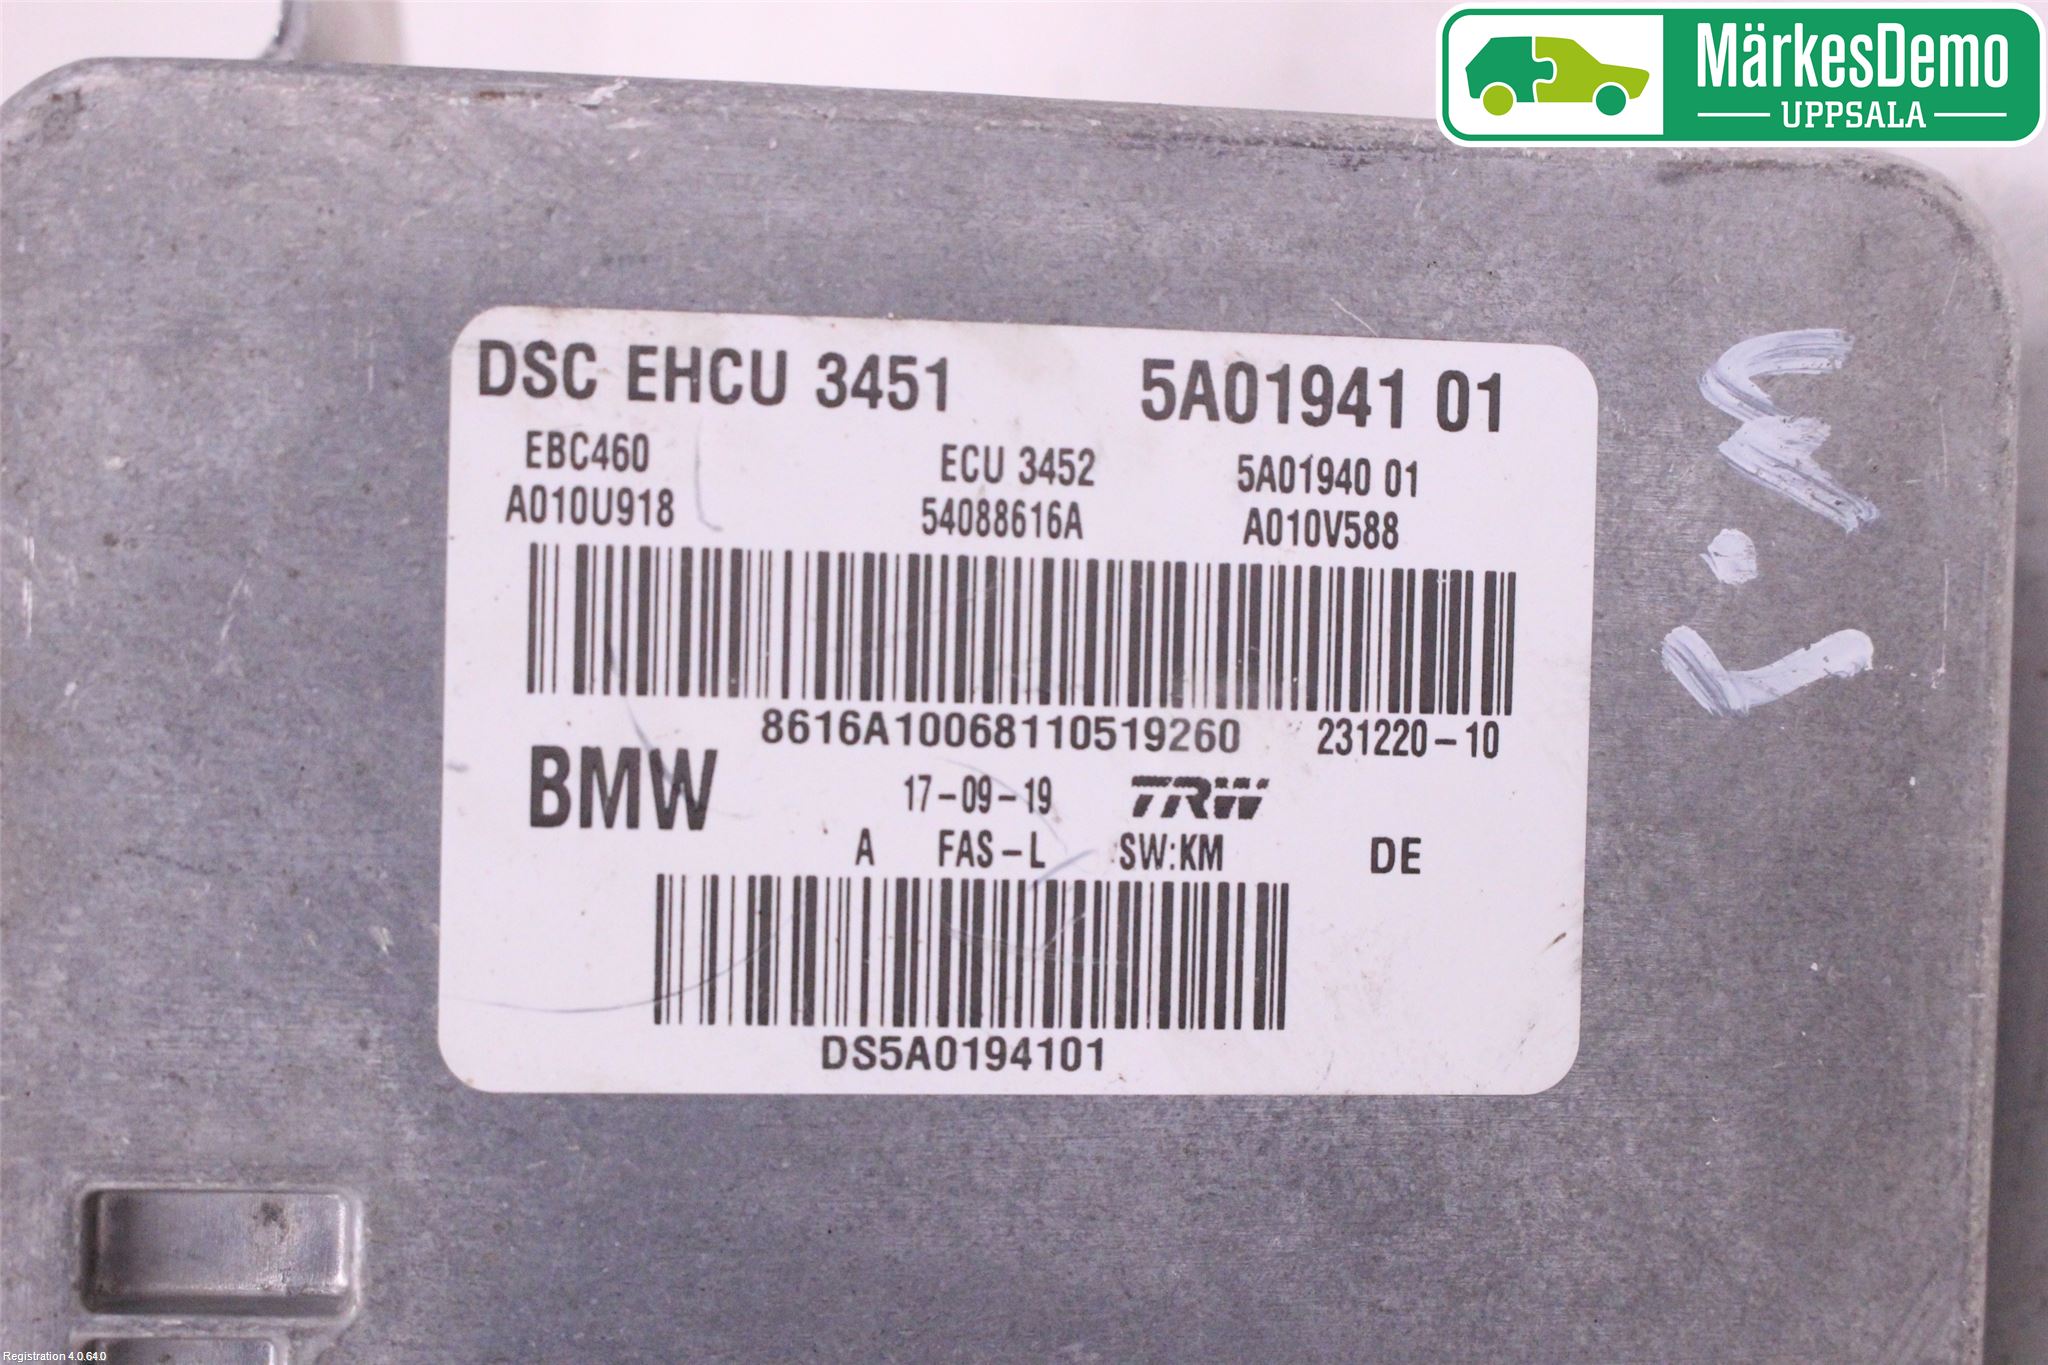 MärkesDemo
UPPSALA
DSC EHCU 3451 5A01941 01
EBC460 ECU 3452 5A01940 01
A010U918 54088616A A010V588
8616A10068110519260 231220-10
BMW 17-09-19 TRW
A FAS-L SW:KM DE
DS5A0194101
Registration 4.0.64.0